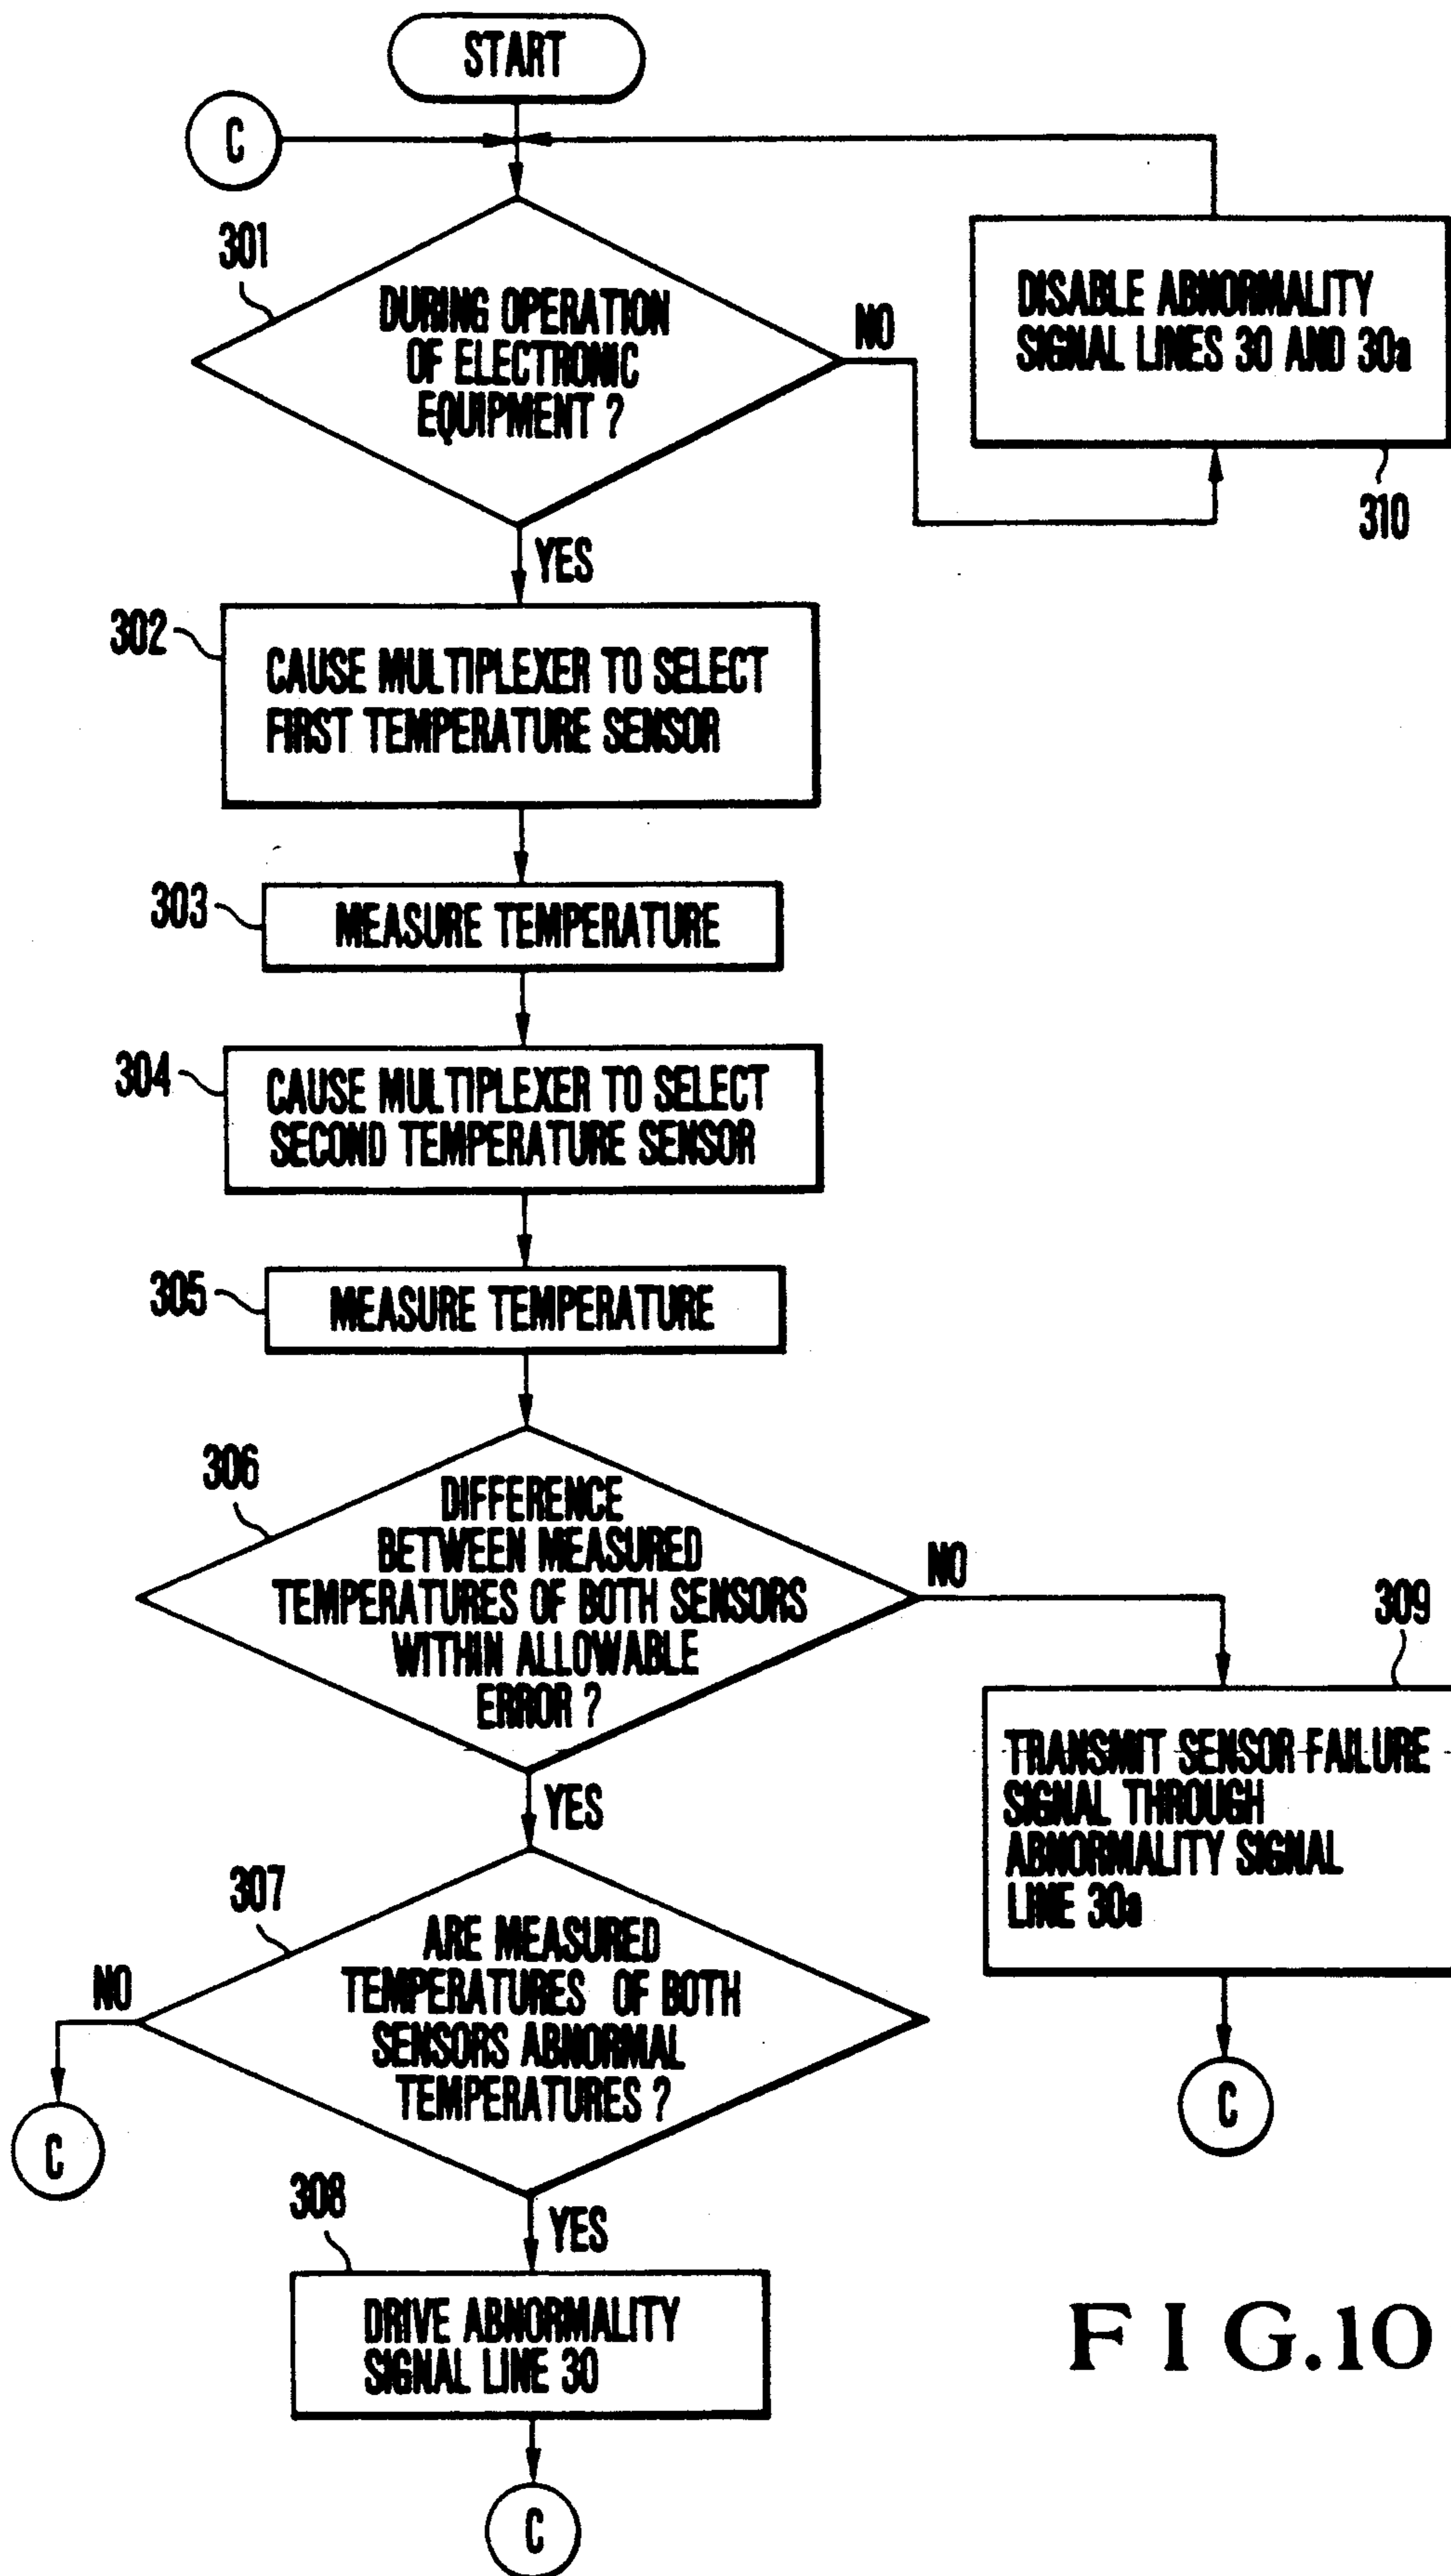 START
C
301
DURING OPERATION
OF ELECTRONIC
EQUIPMENT ?
NO
DISABLE ABNORMALITY
SIGNAL LINES 30 AND 30a
310
YES
302
CAUSE MULTIPLEXER TO SELECT
FIRST TEMPERATURE SENSOR
303
MEASURE TEMPERATURE
304
CAUSE MULTIPLEXER TO SELECT
SECOND TEMPERATURE SENSOR
305
MEASURE TEMPERATURE
306
DIFFERENCE
BETWEEN MEASURED
TEMPERATURES OF BOTH SENSORS
WITHIN ALLOWABLE
ERROR ?
NO
309
TRANSMIT SENSOR FAILURE
SIGNAL THROUGH
ABNORMALITY SIGNAL
LINE 30a
C
YES
307
ARE MEASURED
TEMPERATURES OF BOTH
SENSORS ABNORMAL
TEMPERATURES ?
NO
C
YES
308
DRIVE ABNORMALITY
SIGNAL LINE 30
C
FIG.10